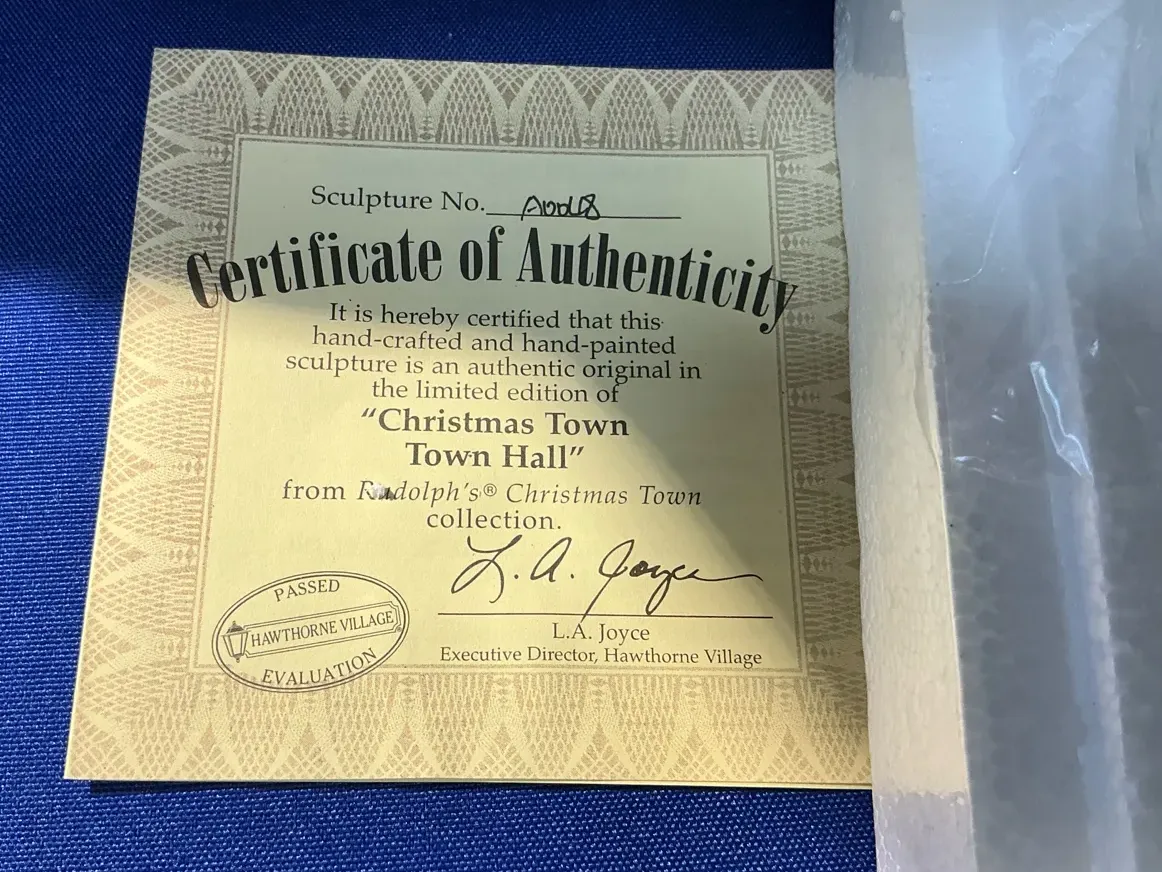 Sculpture No.
Certificate of Authenticity
It is hereby certified that this
hand-crafted and hand-painted
sculpture is an authentic original in
the limited edition of
“Christmas Town
Town Hall”
from Rudolph's® Christmas Town
collection.
L. A. Joyce
L.A. Joyce
Executive Director, Hawthorne Village
PASSED
HAWTHORNE VILLAGE
EVALUATION